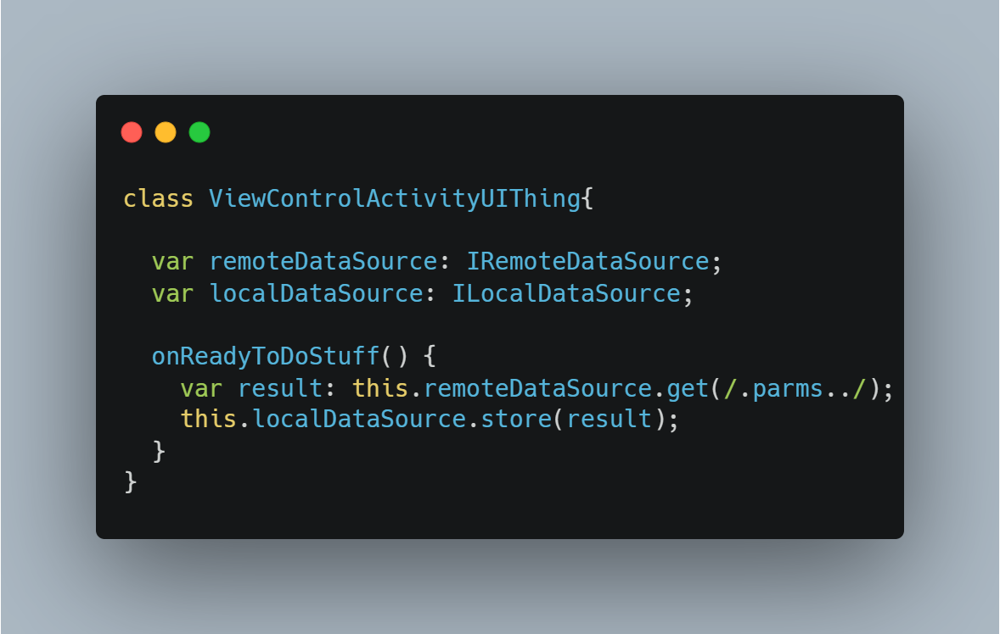 class ViewControlActivityUIThing{
var remoteDataSource: IRemoteDataSource;
var localDataSource: ILocalDataSource;
onReadyToDoStuff() {
var result: this.remoteDataSource.get(/.parms../);
this.localDataSource.store(result);
}
}